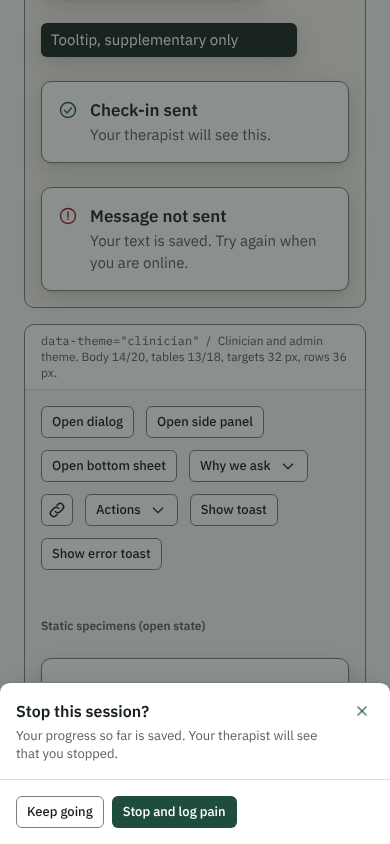 Tooltip, supplementary only
Check-in sent
Your therapist will see this.
Message not sent
Your text is saved. Try again when
you are online.
data-theme="clinician" / Clinician and admin
theme. Body 14/20, tables 13/18, targets 32 px, rows 36
px.
Open dialog Open side panel
Open bottom sheet Why we ask
Actions Show toast
Show error toast
Static specimens (open state)
Stop this session?
Your progress so far is saved. Your therapist will see
that you stopped.
Keep going Stop and log pain